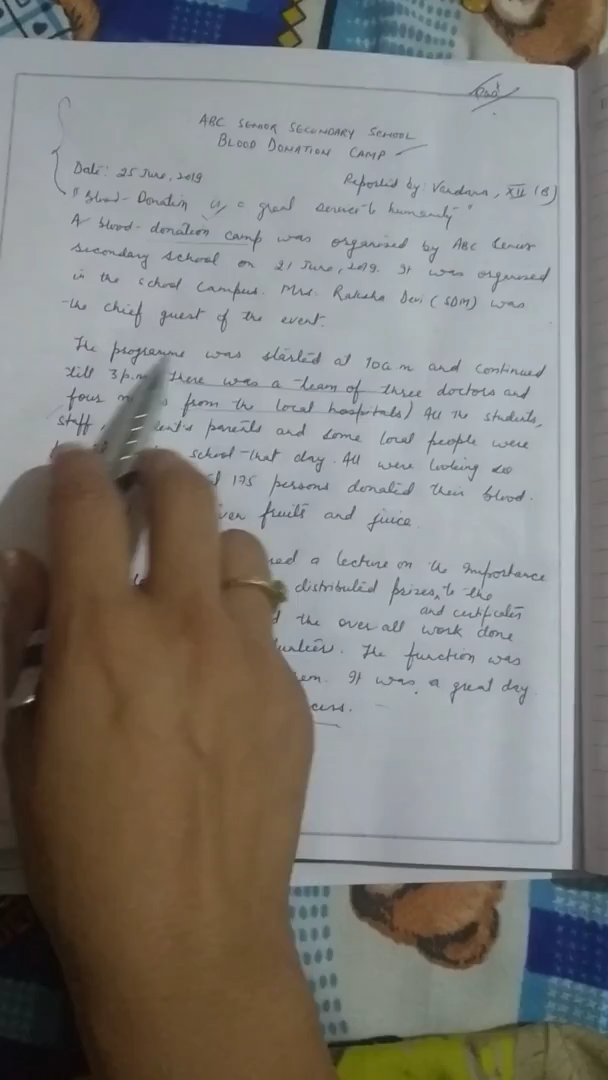 ABC SENIOR SECONDARY SCHOOL
BLOOD DONATION CAMP
Date: 25 June, 2019
Reported by: Vandana, XII (B)
"Blood-Donation is a great service to humanity"
A blood-donation camp was organised by ABC Senior
Secondary School on 21 June, 2019. It was organised
in the school campus. Mrs. Raksha Devi (SDM) was
the chief guest of the event.
The programme was started at 10 a.m and continued
till 3 p.m. There was a team of three doctors and
four from the local hospitals) All the students,
staff, parents and some local people were
school that day. All were looking so
175 persons donated their blood.
fruits and juice.
a lecture on the importance
distributed prizes to the
and certificates
the over all work done
The function was
It was a great day